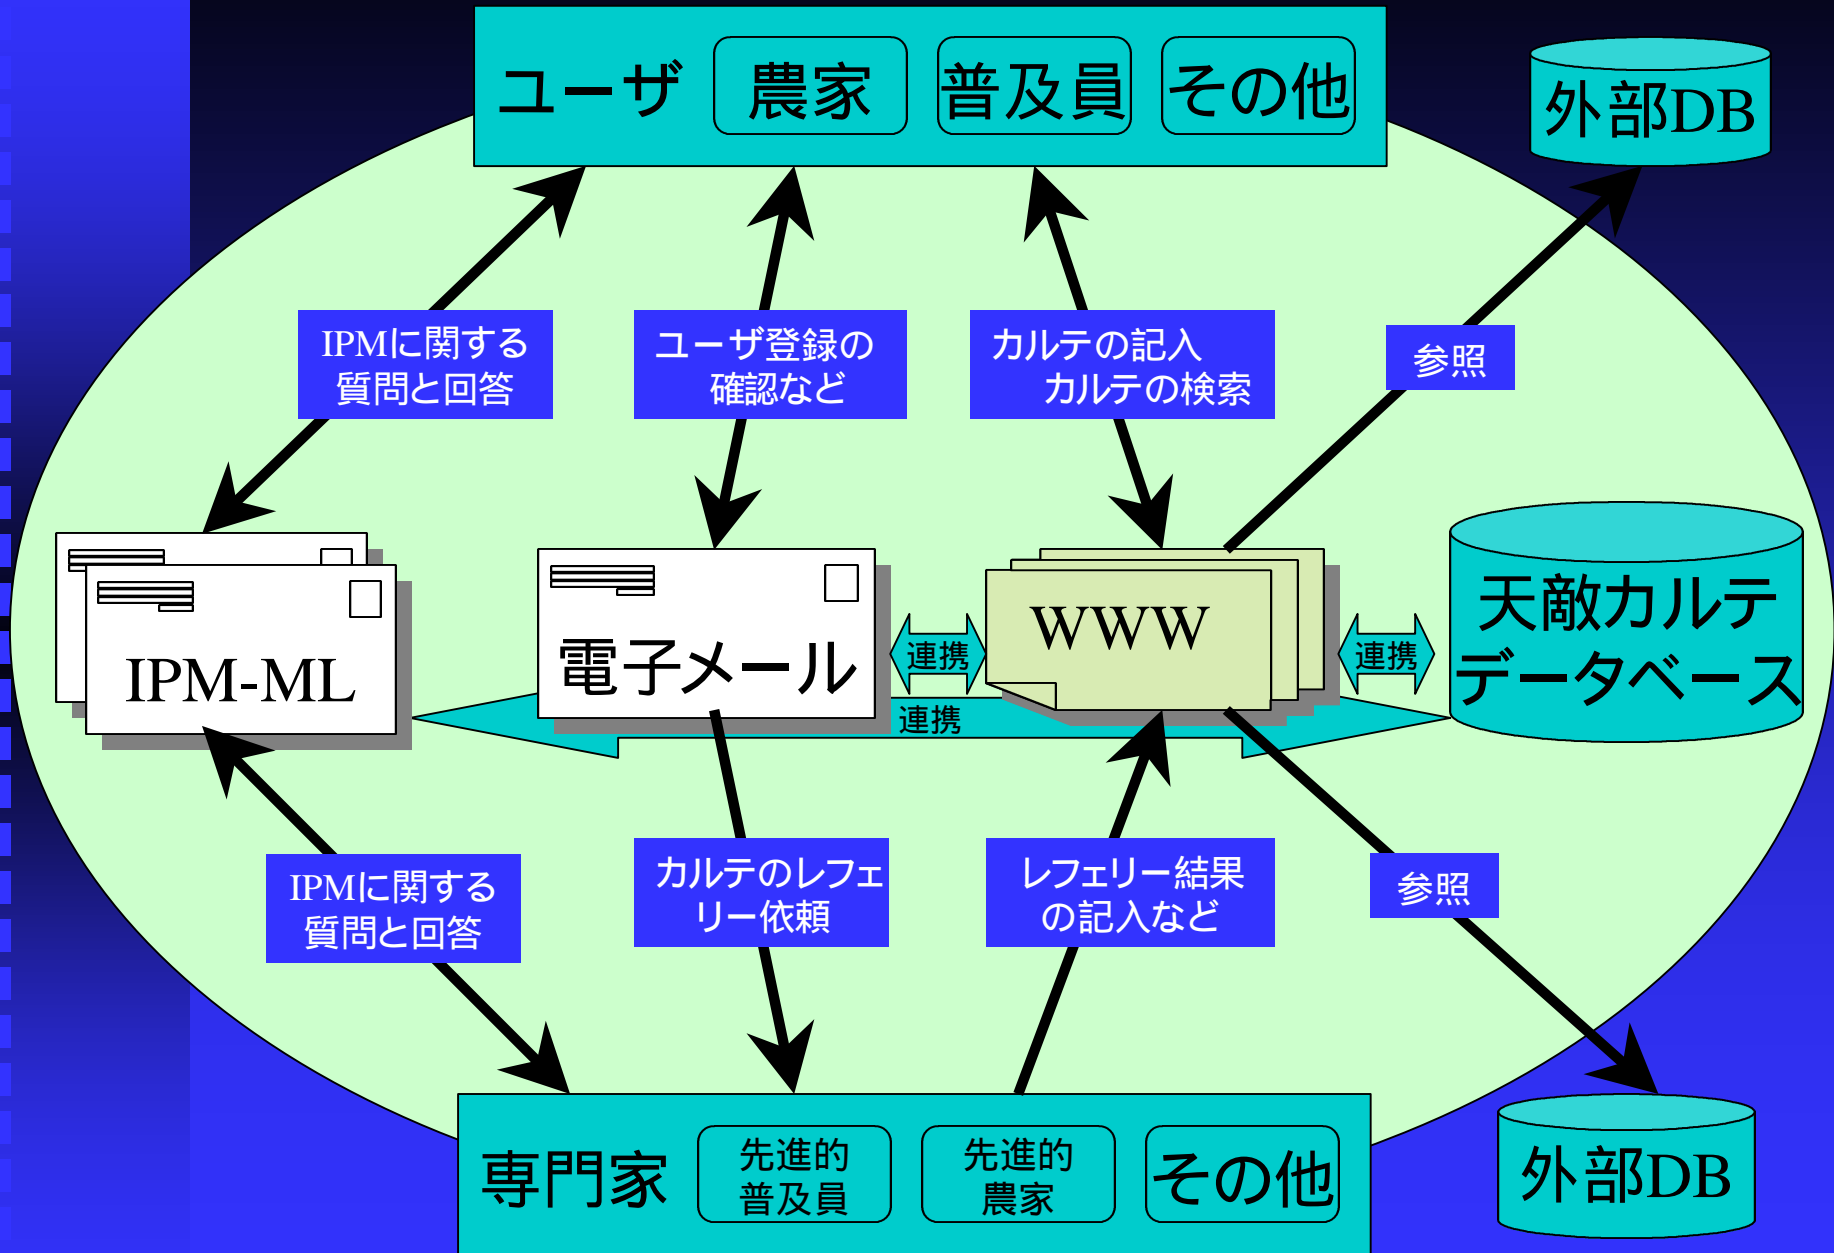 ユーザ
農家
普及員
その他
外部DB
IPMに関する
質問と回答
ユーザ登録の
確認など
カルテの記入
カルテの検索
参照
IPM-ML
電子メール
連携
WWW
連携
天敵カルテ
データベース
連携
IPMに関する
質問と回答
カルテのレフェ
リー依頼
レフェリー結果
の記入など
参照
専門家
先進的
普及員
先進的
農家
その他
外部DB